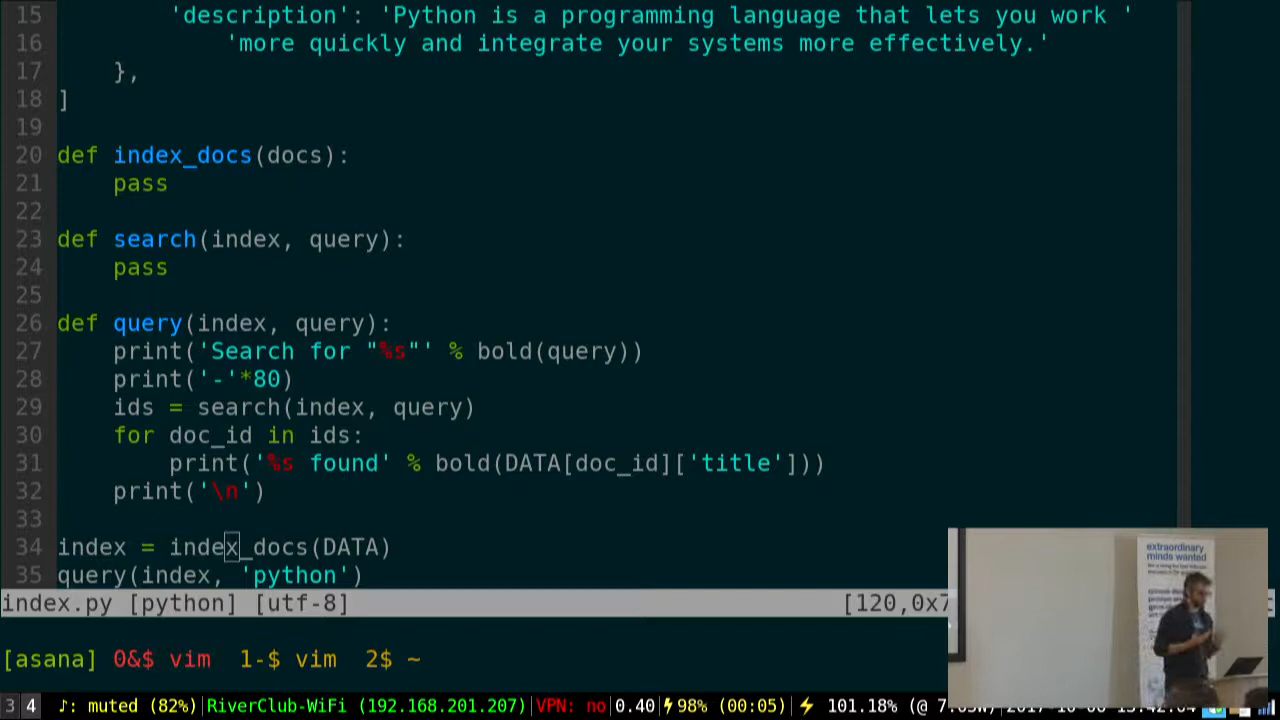 15         'description': 'Python is a programming language that lets you work '
16             'more quickly and integrate your systems more effectively.'
17     },
18 ]
19
20 def index_docs(docs):
21     pass
22
23 def search(index, query):
24     pass
25
26 def query(index, query):
27     print('Search for "%s"' % bold(query))
28     print('-'*80)
29     ids = search(index, query)
30     for doc_id in ids:
31         print('%s found' % bold(DATA[doc_id]['title']))
32     print('\n')
33
34 index = index_docs(DATA)
35 query(index, 'python')
index.py [python] [utf-8] [120,0x7
extraordinary
minds wanted
[asana] 0&$ vim  1-$ vim  2$ ~
3 4 ♪: muted (82%)|RiverClub-WiFi (192.168.201.207)|VPN: no|0.40|⚡98% (00:05)|⚡ 101.18% (@